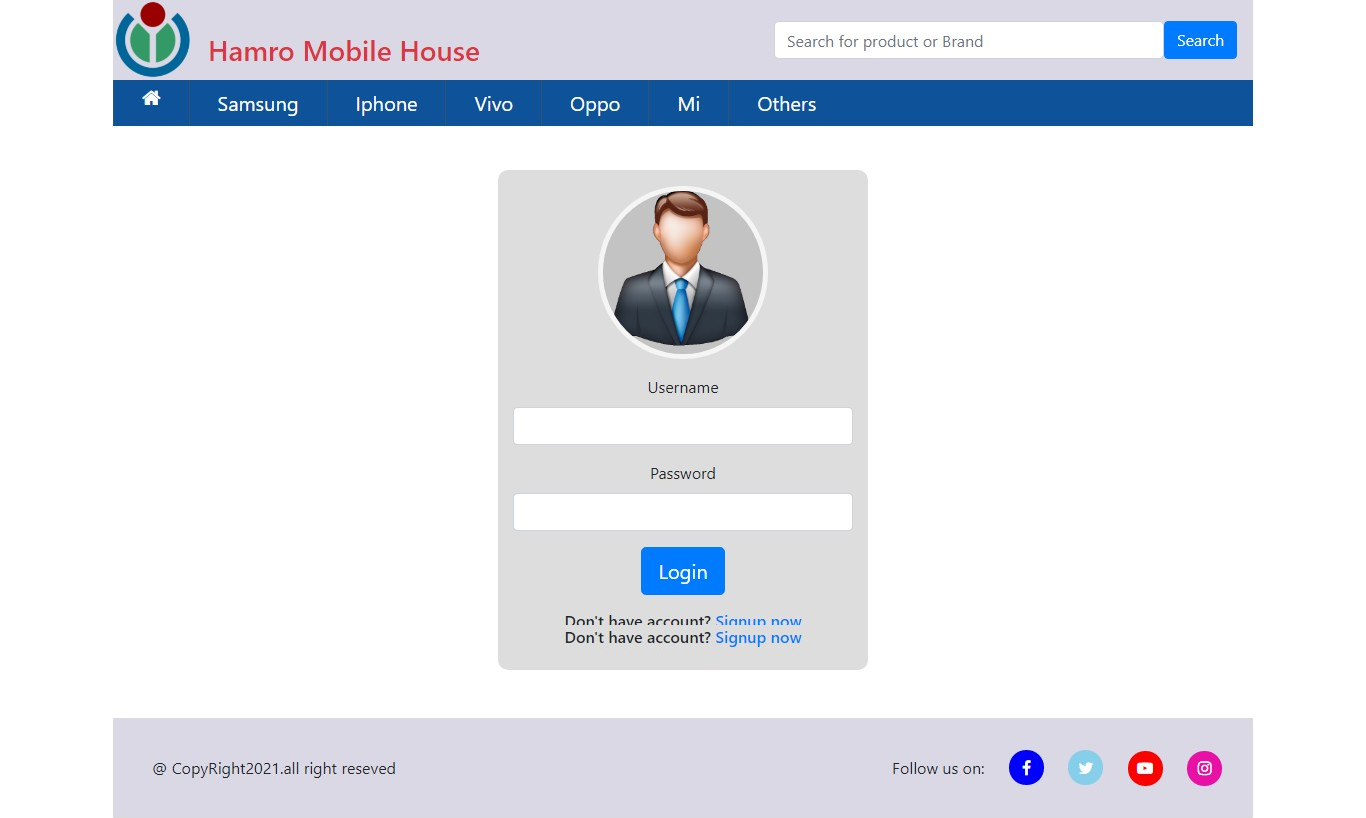 Hamro Mobile House
Search for product or Brand
Search
Samsung Iphone Vivo Oppo Mi Others
Username
Password
Login
Don't have account? Signup now
Don't have account? Signup now
@ CopyRight2021.all right reseved
Follow us on: